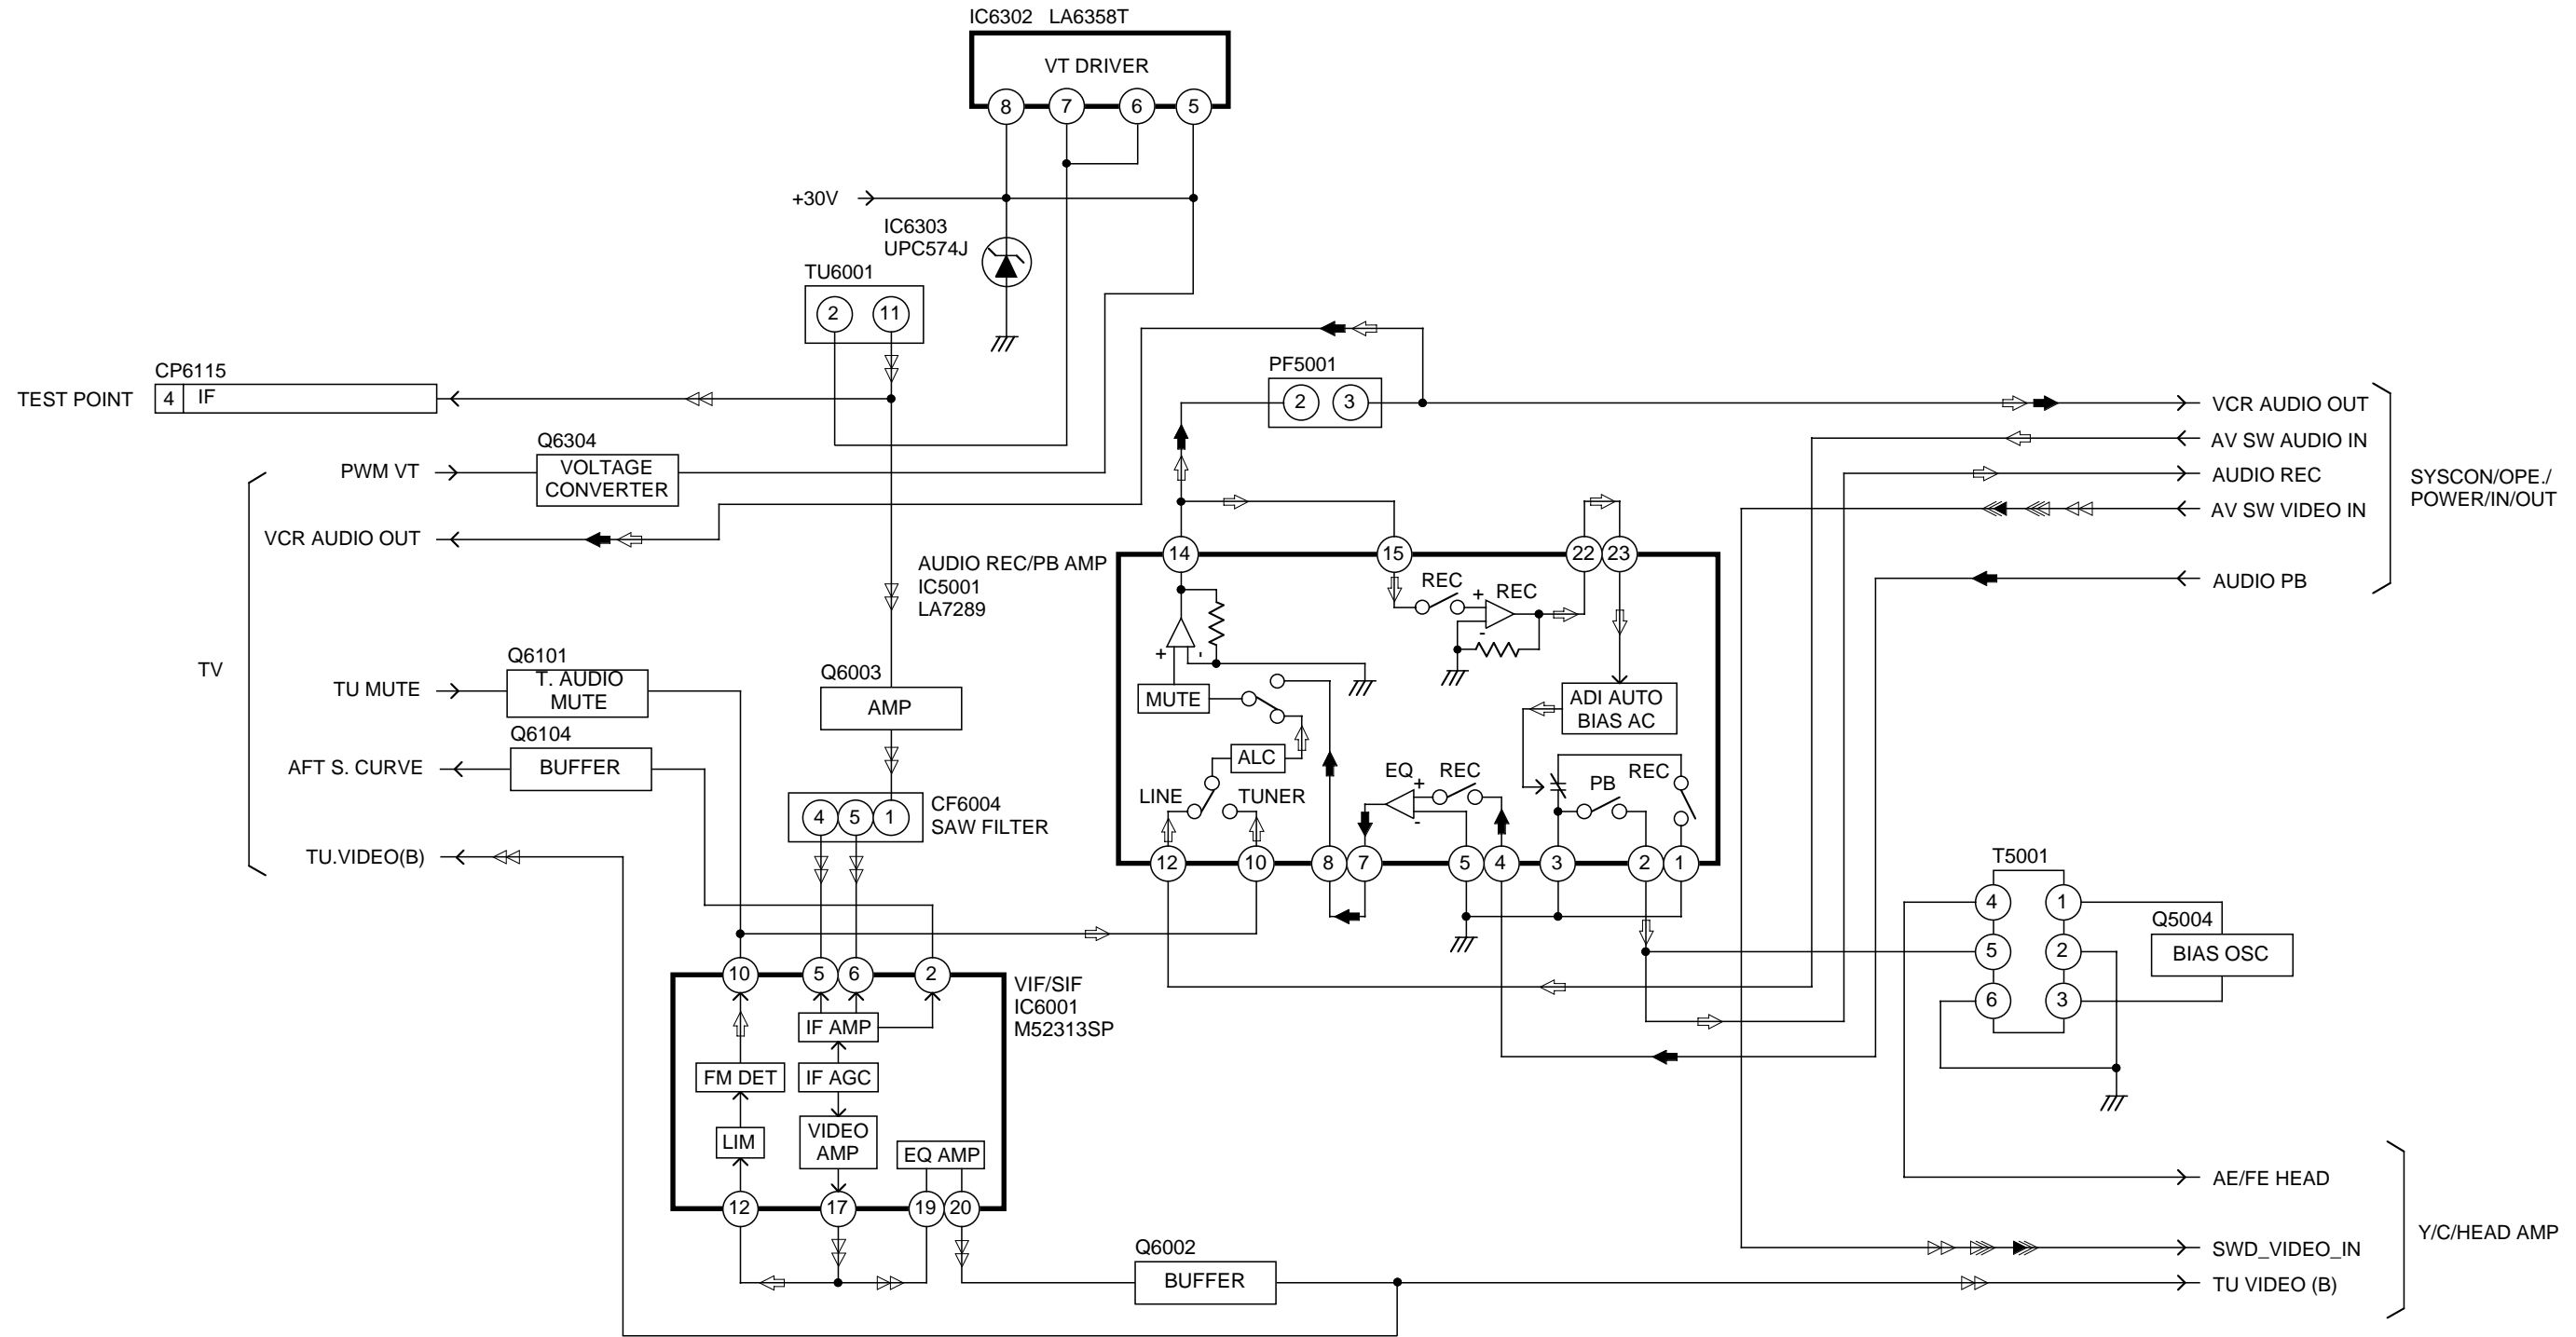 IC6302 LA6358T
VT DRIVER
8 7 6 5
+30V
IC6303
UPC574J
TU6001
2 11
CP6115
TEST POINT
4 IF
PF5001
2 3
VCR AUDIO OUT
AV SW AUDIO IN
AUDIO REC
AV SW VIDEO IN
AUDIO PB
SYSCON/OPE./
POWER/IN/OUT
Q6304
PWM VT
VOLTAGE
CONVERTER
VCR AUDIO OUT
TV
Q6101
TU MUTE
T. AUDIO
MUTE
Q6104
AFT S. CURVE
BUFFER
TU.VIDEO(B)
AUDIO REC/PB AMP
IC5001
LA7289
Q6003
AMP
4 5 1
CF6004
SAW FILTER
14 15 22 23
REC
+
REC
-
+ -
MUTE
ADI AUTO
BIAS AC
ALC
LINE
TUNER
EQ
+
REC
-
PB
REC
12 10 8 7 5 4 3 2 1
T5001
4 1
5 2
6 3
Q5004
BIAS OSC
10 5 6 2
VIF/SIF
IC6001
M52313SP
IF AMP
FM DET
IF AGC
LIM
VIDEO
AMP
EQ AMP
12 17 19 20
Q6002
BUFFER
AE/FE HEAD
SWD_VIDEO_IN
TU VIDEO (B)
Y/C/HEAD AMP